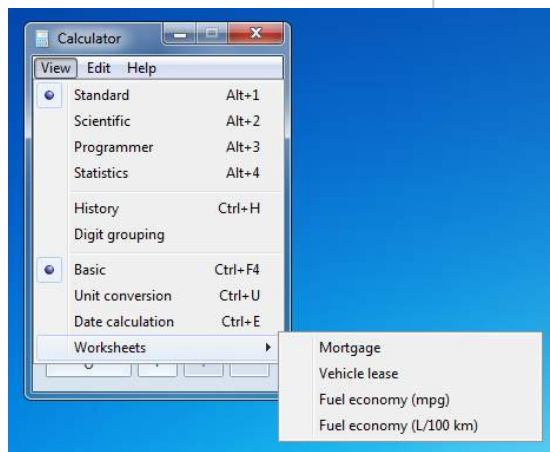 Calculator
View Edit Help
Standard Alt+1
Scientific Alt+2
Programmer Alt+3
Statistics Alt+4
History Ctrl+H
Digit grouping
Basic Ctrl+F4
Unit conversion Ctrl+U
Date calculation Ctrl+E
Worksheets
Mortgage
Vehicle lease
Fuel economy (mpg)
Fuel economy (L/100 km)